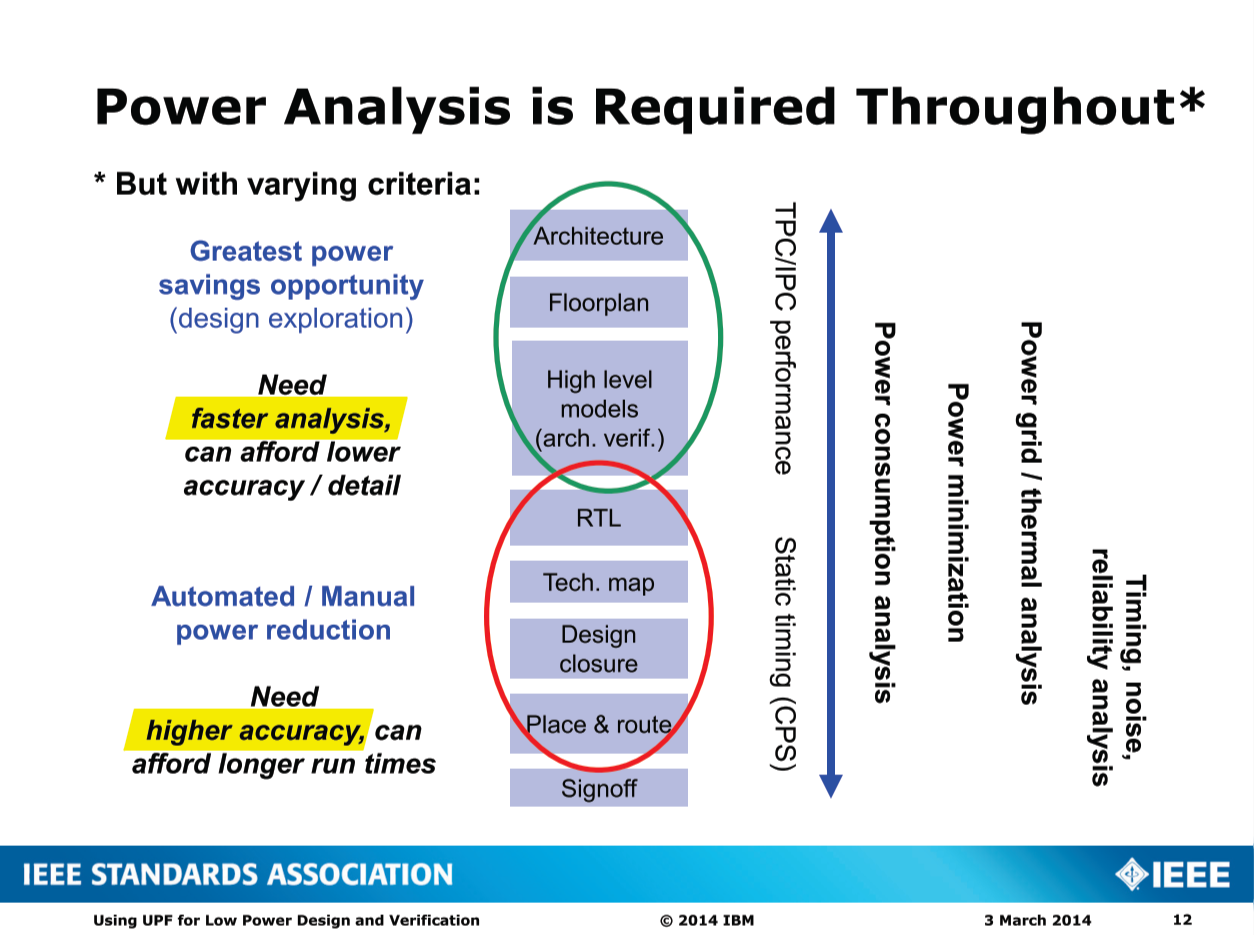 Power Analysis is Required Throughout*
* But with varying criteria:
Greatest power
savings opportunity
(design exploration)
Need
faster analysis,
can afford lower
accuracy / detail
Automated / Manual
power reduction
Need
higher accuracy, can
afford longer run times
Architecture
Floorplan
High level
models
(arch. verif.)
RTL
Tech. map
Design
closure
Place & route
Signoff
TPC/IPC performance
Static timing (CPS)
Power consumption analysis
Power minimization
Power grid / thermal analysis
Timing, noise,
reliability analysis
IEEE STANDARDS ASSOCIATION
IEEE
Using UPF for Low Power Design and Verification
© 2014 IBM
3 March 2014
12